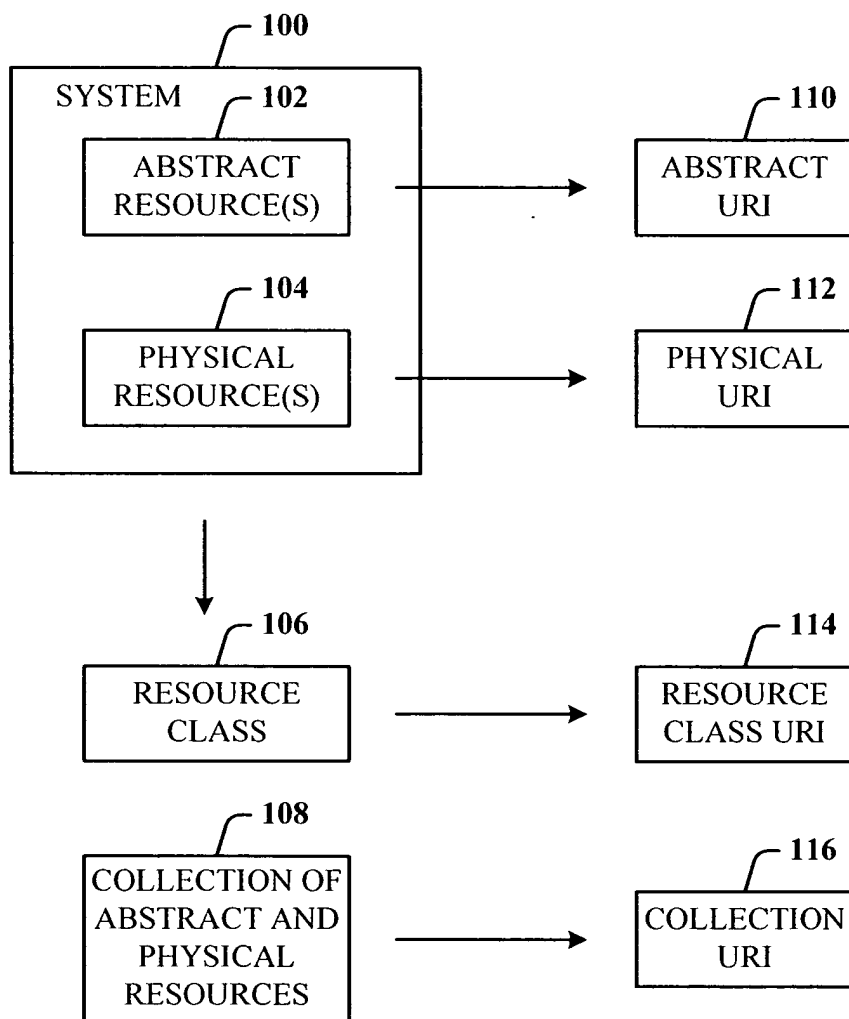 100
SYSTEM
102
110
ABSTRACT
RESOURCE(S)
ABSTRACT
URI
104
112
PHYSICAL
RESOURCE(S)
PHYSICAL
URI
106
114
RESOURCE
CLASS
RESOURCE
CLASS URI
108
116
COLLECTION OF
ABSTRACT AND
PHYSICAL
RESOURCES
COLLECTION
URI